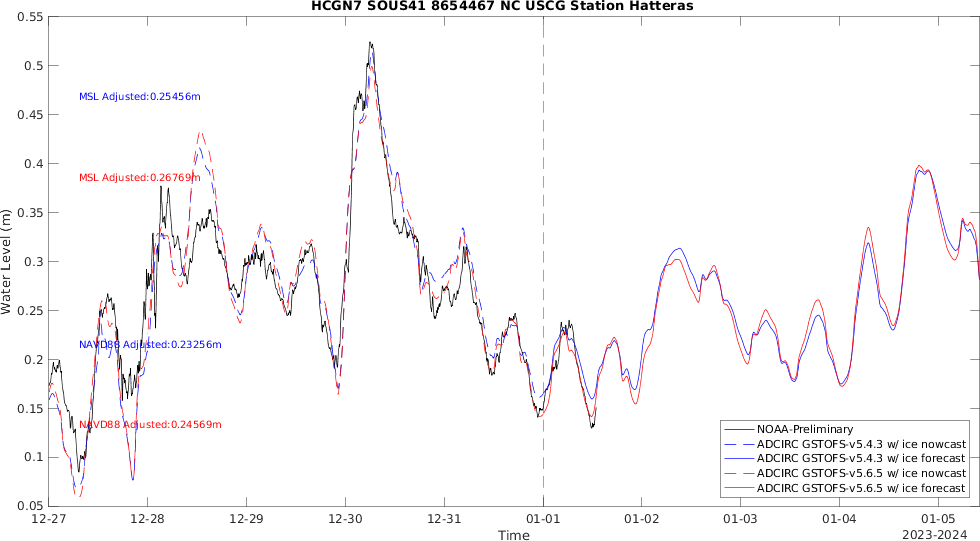 HCGN7 SOUS41 8654467 NC USCG Station Hatteras
Water Level (m)
0.55
0.5
0.45
0.4
0.35
0.3
0.25
0.2
0.15
0.1
0.05
MSL Adjusted:0.25456m
MSL Adjusted:0.26769m
NAVD88 Adjusted:0.23256m
NAVD88 Adjusted:0.24569m
NOAA-Preliminary
ADCIRC GSTOFS-v5.4.3 w/ ice nowcast
ADCIRC GSTOFS-v5.4.3 w/ ice forecast
ADCIRC GSTOFS-v5.6.5 w/ ice nowcast
ADCIRC GSTOFS-v5.6.5 w/ ice forecast
12-27 12-28 12-29 12-30 12-31 01-01 01-02 01-03 01-04 01-05
Time
2023-2024